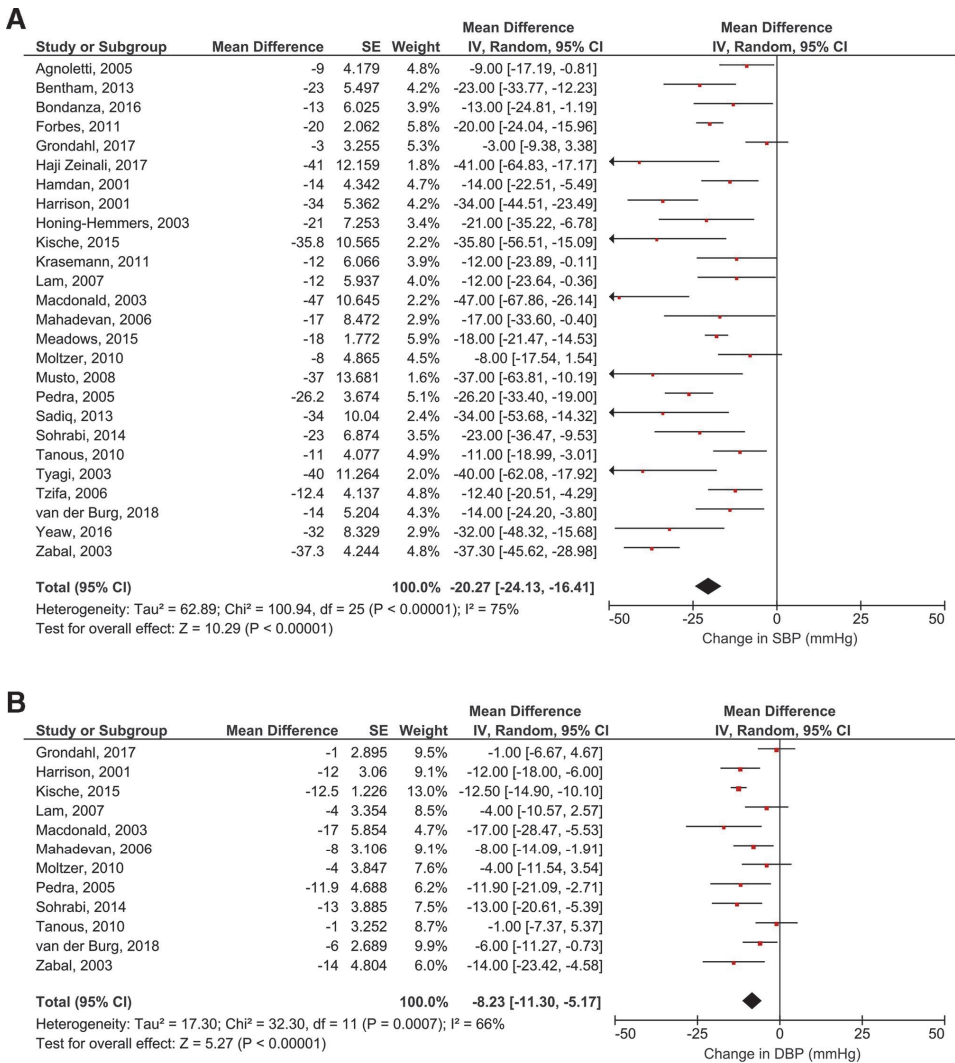 A
Mean Difference Mean Difference
Study or Subgroup Mean Difference SE Weight IV, Random, 95% CI IV, Random, 95% CI
Agnoletti, 2005 -9 4.179 4.8% -9.00 [-17.19, -0.81]
Bentham, 2013 -23 5.497 4.2% -23.00 [-33.77, -12.23]
Bondanza, 2016 -13 6.025 3.9% -13.00 [-24.81, -1.19]
Forbes, 2011 -20 2.062 5.8% -20.00 [-24.04, -15.96]
Grondahl, 2017 -3 3.255 5.3% -3.00 [-9.38, 3.38]
Haji Zeinali, 2017 -41 12.159 1.8% -41.00 [-64.83, -17.17]
Hamdan, 2001 -14 4.342 4.7% -14.00 [-22.51, -5.49]
Harrison, 2001 -34 5.362 4.2% -34.00 [-44.51, -23.49]
Honing-Hemmers, 2003 -21 7.253 3.4% -21.00 [-35.22, -6.78]
Kische, 2015 -35.8 10.565 2.2% -35.80 [-56.51, -15.09]
Krasemann, 2011 -12 6.066 3.9% -12.00 [-23.89, -0.11]
Lam, 2007 -12 5.937 4.0% -12.00 [-23.64, -0.36]
Macdonald, 2003 -47 10.645 2.2% -47.00 [-67.86, -26.14]
Mahadevan, 2006 -17 8.472 2.9% -17.00 [-33.60, -0.40]
Meadows, 2015 -18 1.772 5.9% -18.00 [-21.47, -14.53]
Moltzer, 2010 -8 4.865 4.5% -8.00 [-17.54, 1.54]
Musto, 2008 -37 13.681 1.6% -37.00 [-63.81, -10.19]
Pedra, 2005 -26.2 3.674 5.1% -26.20 [-33.40, -19.00]
Sadiq, 2013 -34 10.04 2.4% -34.00 [-53.68, -14.32]
Sohrabi, 2014 -23 6.874 3.5% -23.00 [-36.47, -9.53]
Tanous, 2010 -11 4.077 4.9% -11.00 [-18.99, -3.01]
Tyagi, 2003 -40 11.264 2.0% -40.00 [-62.08, -17.92]
Tzifa, 2006 -12.4 4.137 4.8% -12.40 [-20.51, -4.29]
van der Burg, 2018 -14 5.204 4.3% -14.00 [-24.20, -3.80]
Yeaw, 2016 -32 8.329 2.9% -32.00 [-48.32, -15.68]
Zabal, 2003 -37.3 4.244 4.8% -37.30 [-45.62, -28.98]
Total (95% CI) 100.0% -20.27 [-24.13, -16.41]
Heterogeneity: Tau² = 62.89; Chi² = 100.94, df = 25 (P < 0.00001); I² = 75%
Test for overall effect: Z = 10.29 (P < 0.00001)
-50 -25 0 25 50
Change in SBP (mmHg)
B
Mean Difference Mean Difference
Study or Subgroup Mean Difference SE Weight IV, Random, 95% CI IV, Random, 95% CI
Grondahl, 2017 -1 2.895 9.5% -1.00 [-6.67, 4.67]
Harrison, 2001 -12 3.06 9.1% -12.00 [-18.00, -6.00]
Kische, 2015 -12.5 1.226 13.0% -12.50 [-14.90, -10.10]
Lam, 2007 -4 3.354 8.5% -4.00 [-10.57, 2.57]
Macdonald, 2003 -17 5.854 4.7% -17.00 [-28.47, -5.53]
Mahadevan, 2006 -8 3.106 9.1% -8.00 [-14.09, -1.91]
Moltzer, 2010 -4 3.847 7.6% -4.00 [-11.54, 3.54]
Pedra, 2005 -11.9 4.688 6.2% -11.90 [-21.09, -2.71]
Sohrabi, 2014 -13 3.885 7.5% -13.00 [-20.61, -5.39]
Tanous, 2010 -1 3.252 8.7% -1.00 [-7.37, 5.37]
van der Burg, 2018 -6 2.689 9.9% -6.00 [-11.27, -0.73]
Zabal, 2003 -14 4.804 6.0% -14.00 [-23.42, -4.58]
Total (95% CI) 100.0% -8.23 [-11.30, -5.17]
Heterogeneity: Tau² = 17.30; Chi² = 32.30, df = 11 (P = 0.0007); I² = 66%
Test for overall effect: Z = 5.27 (P < 0.00001)
-50 -25 0 25 50
Change in DBP (mmHg)